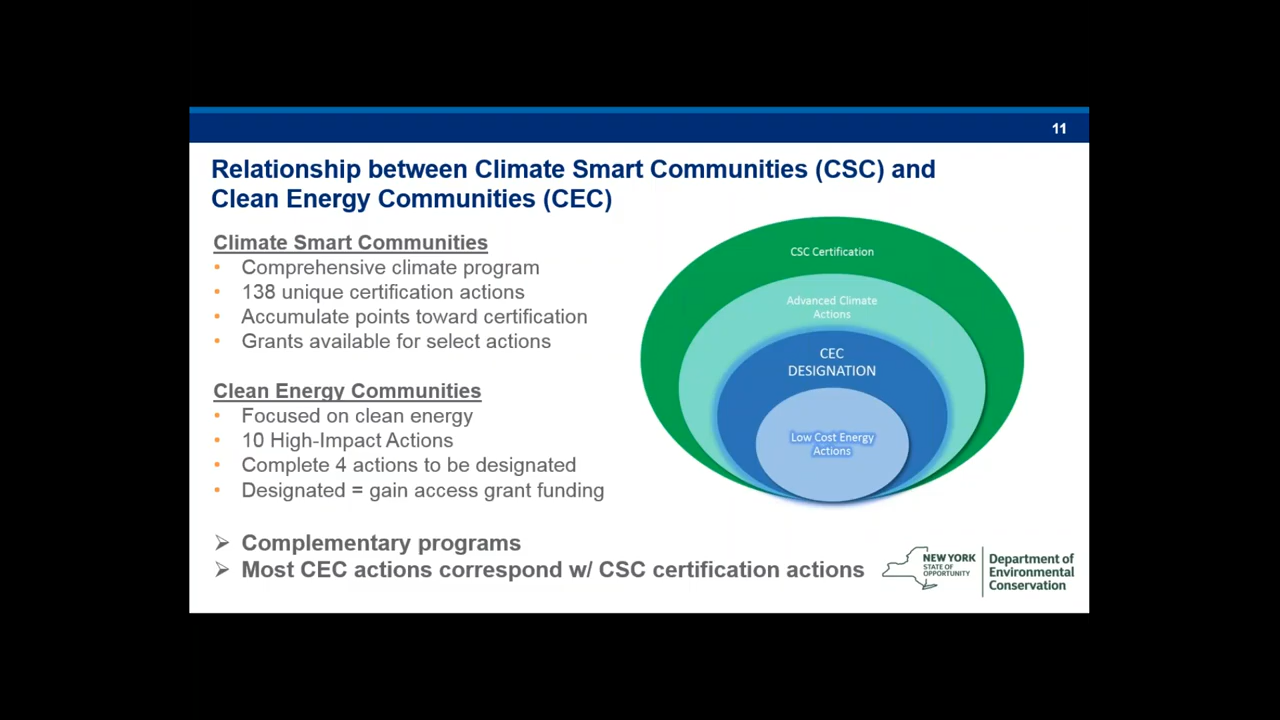 11
Relationship between Climate Smart Communities (CSC) and
Clean Energy Communities (CEC)
Climate Smart Communities
• Comprehensive climate program
• 138 unique certification actions
• Accumulate points toward certification
• Grants available for select actions
Clean Energy Communities
• Focused on clean energy
• 10 High-Impact Actions
• Complete 4 actions to be designated
• Designated = gain access grant funding
➢ Complementary programs
➢ Most CEC actions correspond w/ CSC certification actions
CSC Certification
Advanced Climate
Actions
CEC
DESIGNATION
Low Cost Energy
Actions
NEW YORK
STATE OF
OPPORTUNITY
Department of
Environmental
Conservation